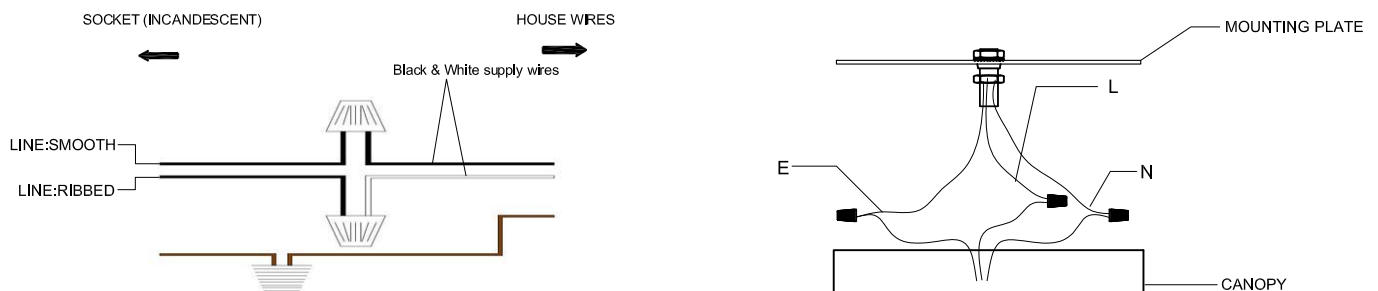 SOCKET (INCANDESCENT)
HOUSE WIRES
Black & White supply wires
LINE:SMOOTH
LINE:RIBBED
MOUNTING PLATE
L
E
N
CANOPY